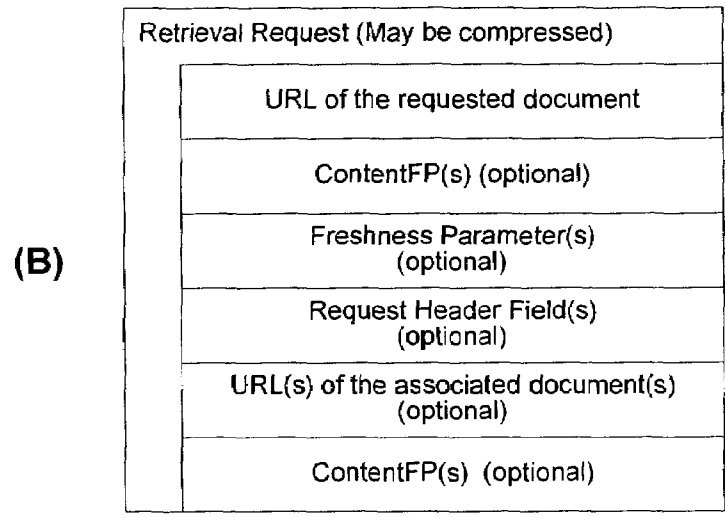 Retrieval Request (May be compressed)
URL of the requested document
ContentFP(s) (optional)
(B)
Freshness Parameter(s)
(optional)
Request Header Field(s)
(optional)
URL(s) of the associated document(s)
(optional)
ContentFP(s) (optional)